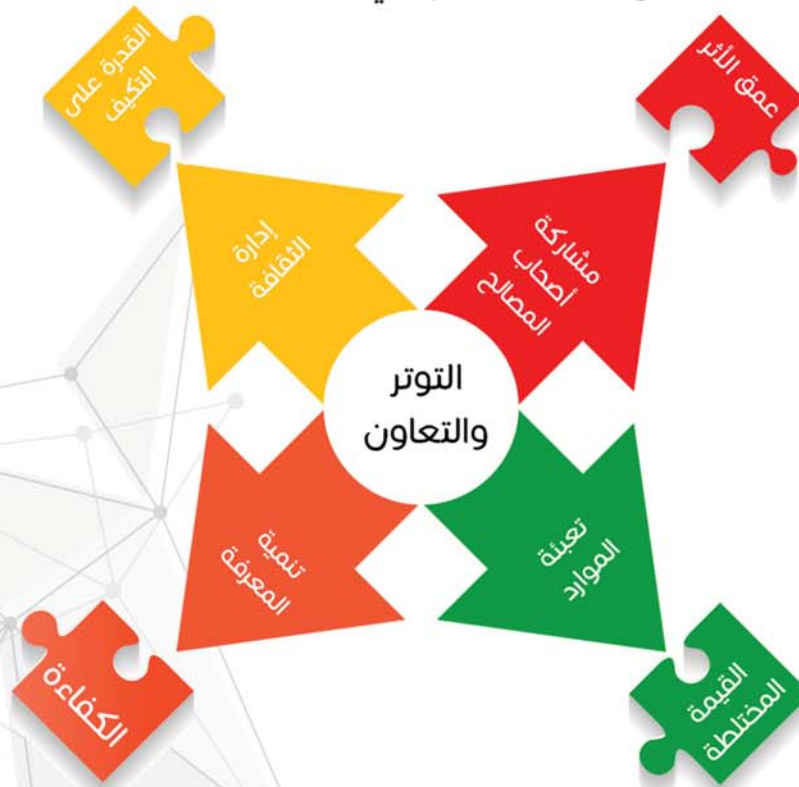 عمق الأثر
القدرة على
التكيف
مشاركة
أصحاب
المصالح
إدارة
الثقافة
التوتر
والتعاون
تعبئة
الموارد
تنمية
المعرفة
القيمة
المختلطة
الكفاءة